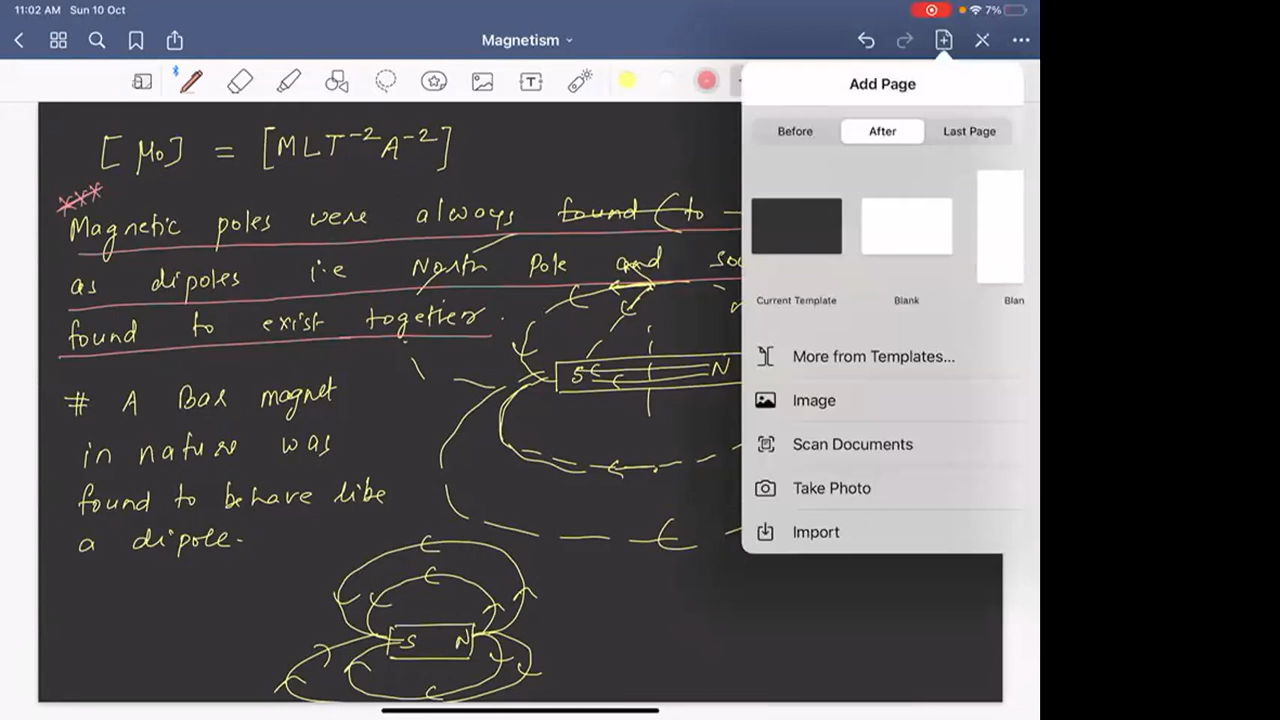 11:02 AM Sun 10 Oct
7%
Magnetism
Add Page
Before After Last Page
Current Template Blank Blan
More from Templates...
Image
Scan Documents
Take Photo
Import
[μ₀] = [MLT⁻²A⁻²]
Magnetic poles were always found (to
as dipoles i.e North Pole and
found to exist together.
S N
# A Bar magnet
in nature was
found to behave like
a dipole.
S N